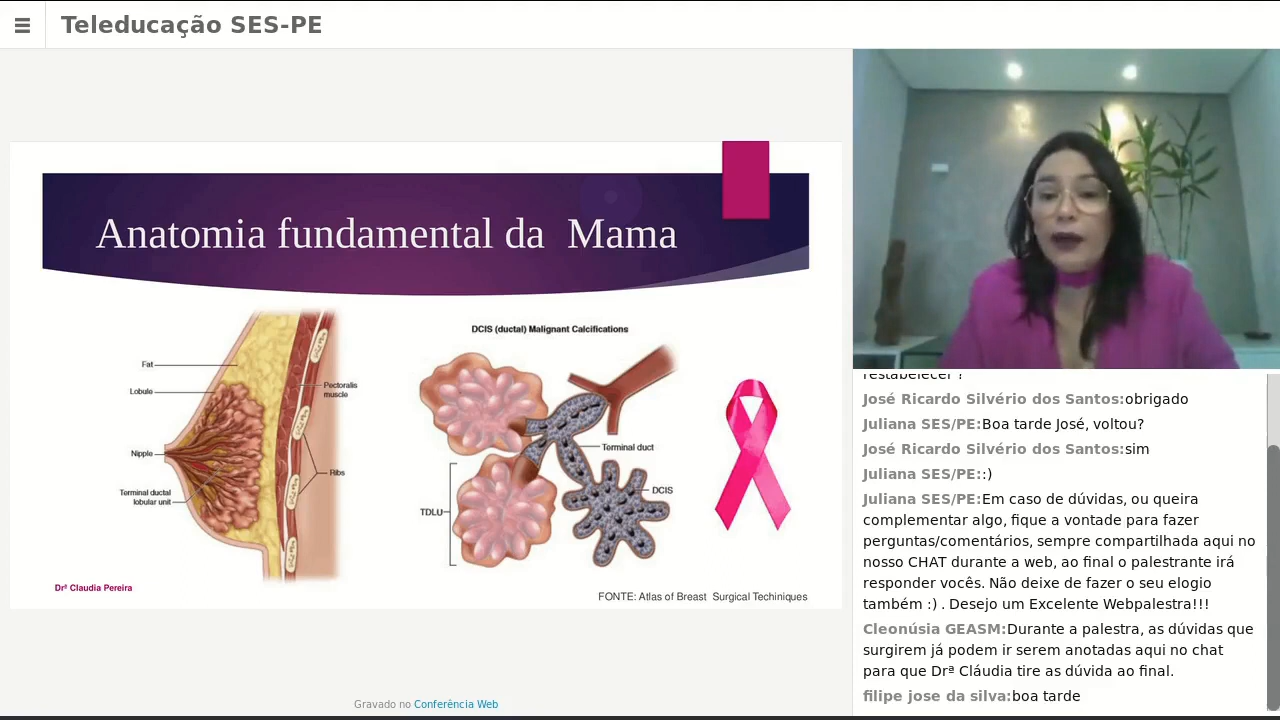 Teleducação SES-PE
Anatomia fundamental da Mama
DCIS (ductal) Malignant Calcifications
Fat
Lobule
Pectoralis
muscle
Nipple
Ribs
Terminal ductal
lobular unit
Terminal duct
DCIS
TDLU
Drª Claudia Pereira
FONTE: Atlas of Breast Surgical Techiniques
Gravado no Conferência Web
restabelecer ?
José Ricardo Silvério dos Santos:obrigado
Juliana SES/PE:Boa tarde José, voltou?
José Ricardo Silvério dos Santos:sim
Juliana SES/PE::)
Juliana SES/PE:Em caso de dúvidas, ou queira
complementar algo, fique a vontade para fazer
perguntas/comentários, sempre compartilhada aqui no
nosso CHAT durante a web, ao final o palestrante irá
responder vocês. Não deixe de fazer o seu elogio
também :) . Desejo um Excelente Webpalestra!!!
Cleonúsia GEASM:Durante a palestra, as dúvidas que
surgirem já podem ir serem anotadas aqui no chat
para que Drª Cláudia tire as dúvida ao final.
filipe jose da silva:boa tarde